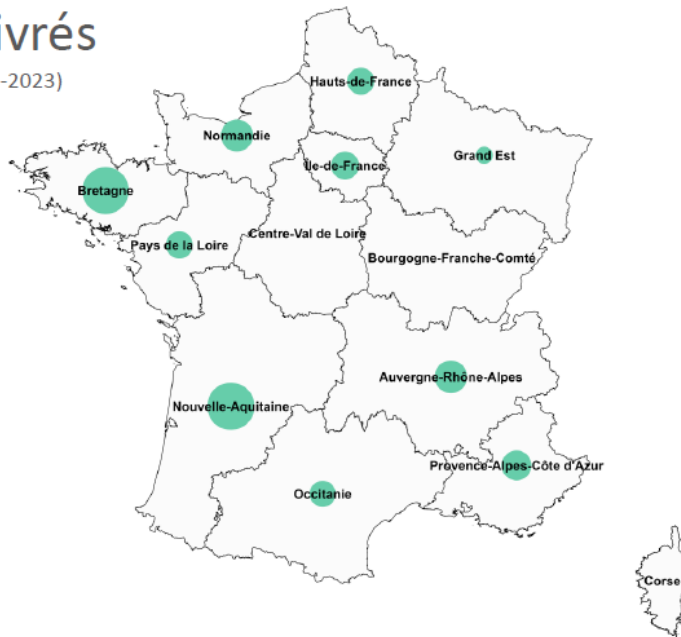 ivrés
-2023)
Hauts-de-France
Normandie
Île-de-France
Grand Est
Bretagne
Centre-Val de Loire
Pays de la Loire
Bourgogne-Franche-Comté
Auvergne-Rhône-Alpes
Nouvelle-Aquitaine
Provence-Alpes-Côte d'Azur
Occitanie
Corse